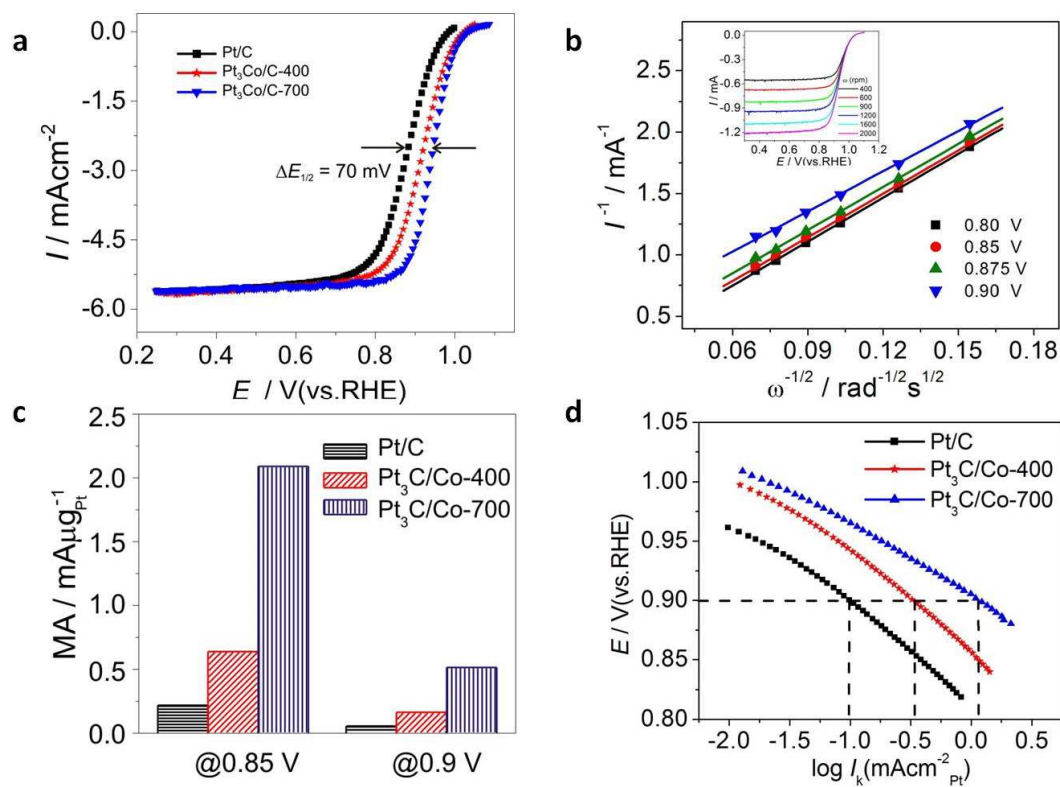 a
0.0
-1.5
-3.0
-4.5
-6.0
I / mAcm⁻²
Pt/C
Pt₃Co/C-400
Pt₃Co/C-700
ΔE₁/₂ = 70 mV
0.2 0.4 0.6 0.8 1.0
E / V(vs.RHE)
b
2.5
2.0
1.5
1.0
0.5
I⁻¹ / mA⁻¹
0.0
-0.3
-0.6
-0.9
-1.2
I / mA
ω (rpm)
400
600
900
1200
1600
2000
0.4 0.6 0.8 1.0 1.2
E / V(vs.RHE)
0.80 V
0.85 V
0.875 V
0.90 V
0.06 0.09 0.12 0.15 0.18
ω⁻¹/² / rad⁻¹/²s¹/²
c
2.5
2.0
1.5
1.0
0.5
0.0
MA / mAμg⁻¹Pt
Pt/C
Pt₃C/Co-400
Pt₃C/Co-700
@0.85 V @0.9 V
d
1.05
1.00
0.95
0.90
0.85
0.80
E / V(vs.RHE)
Pt/C
Pt₃C/Co-400
Pt₃C/Co-700
-2.0 -1.5 -1.0 -0.5 0.0 0.5
log Iₖ(mAcm⁻²Pt)